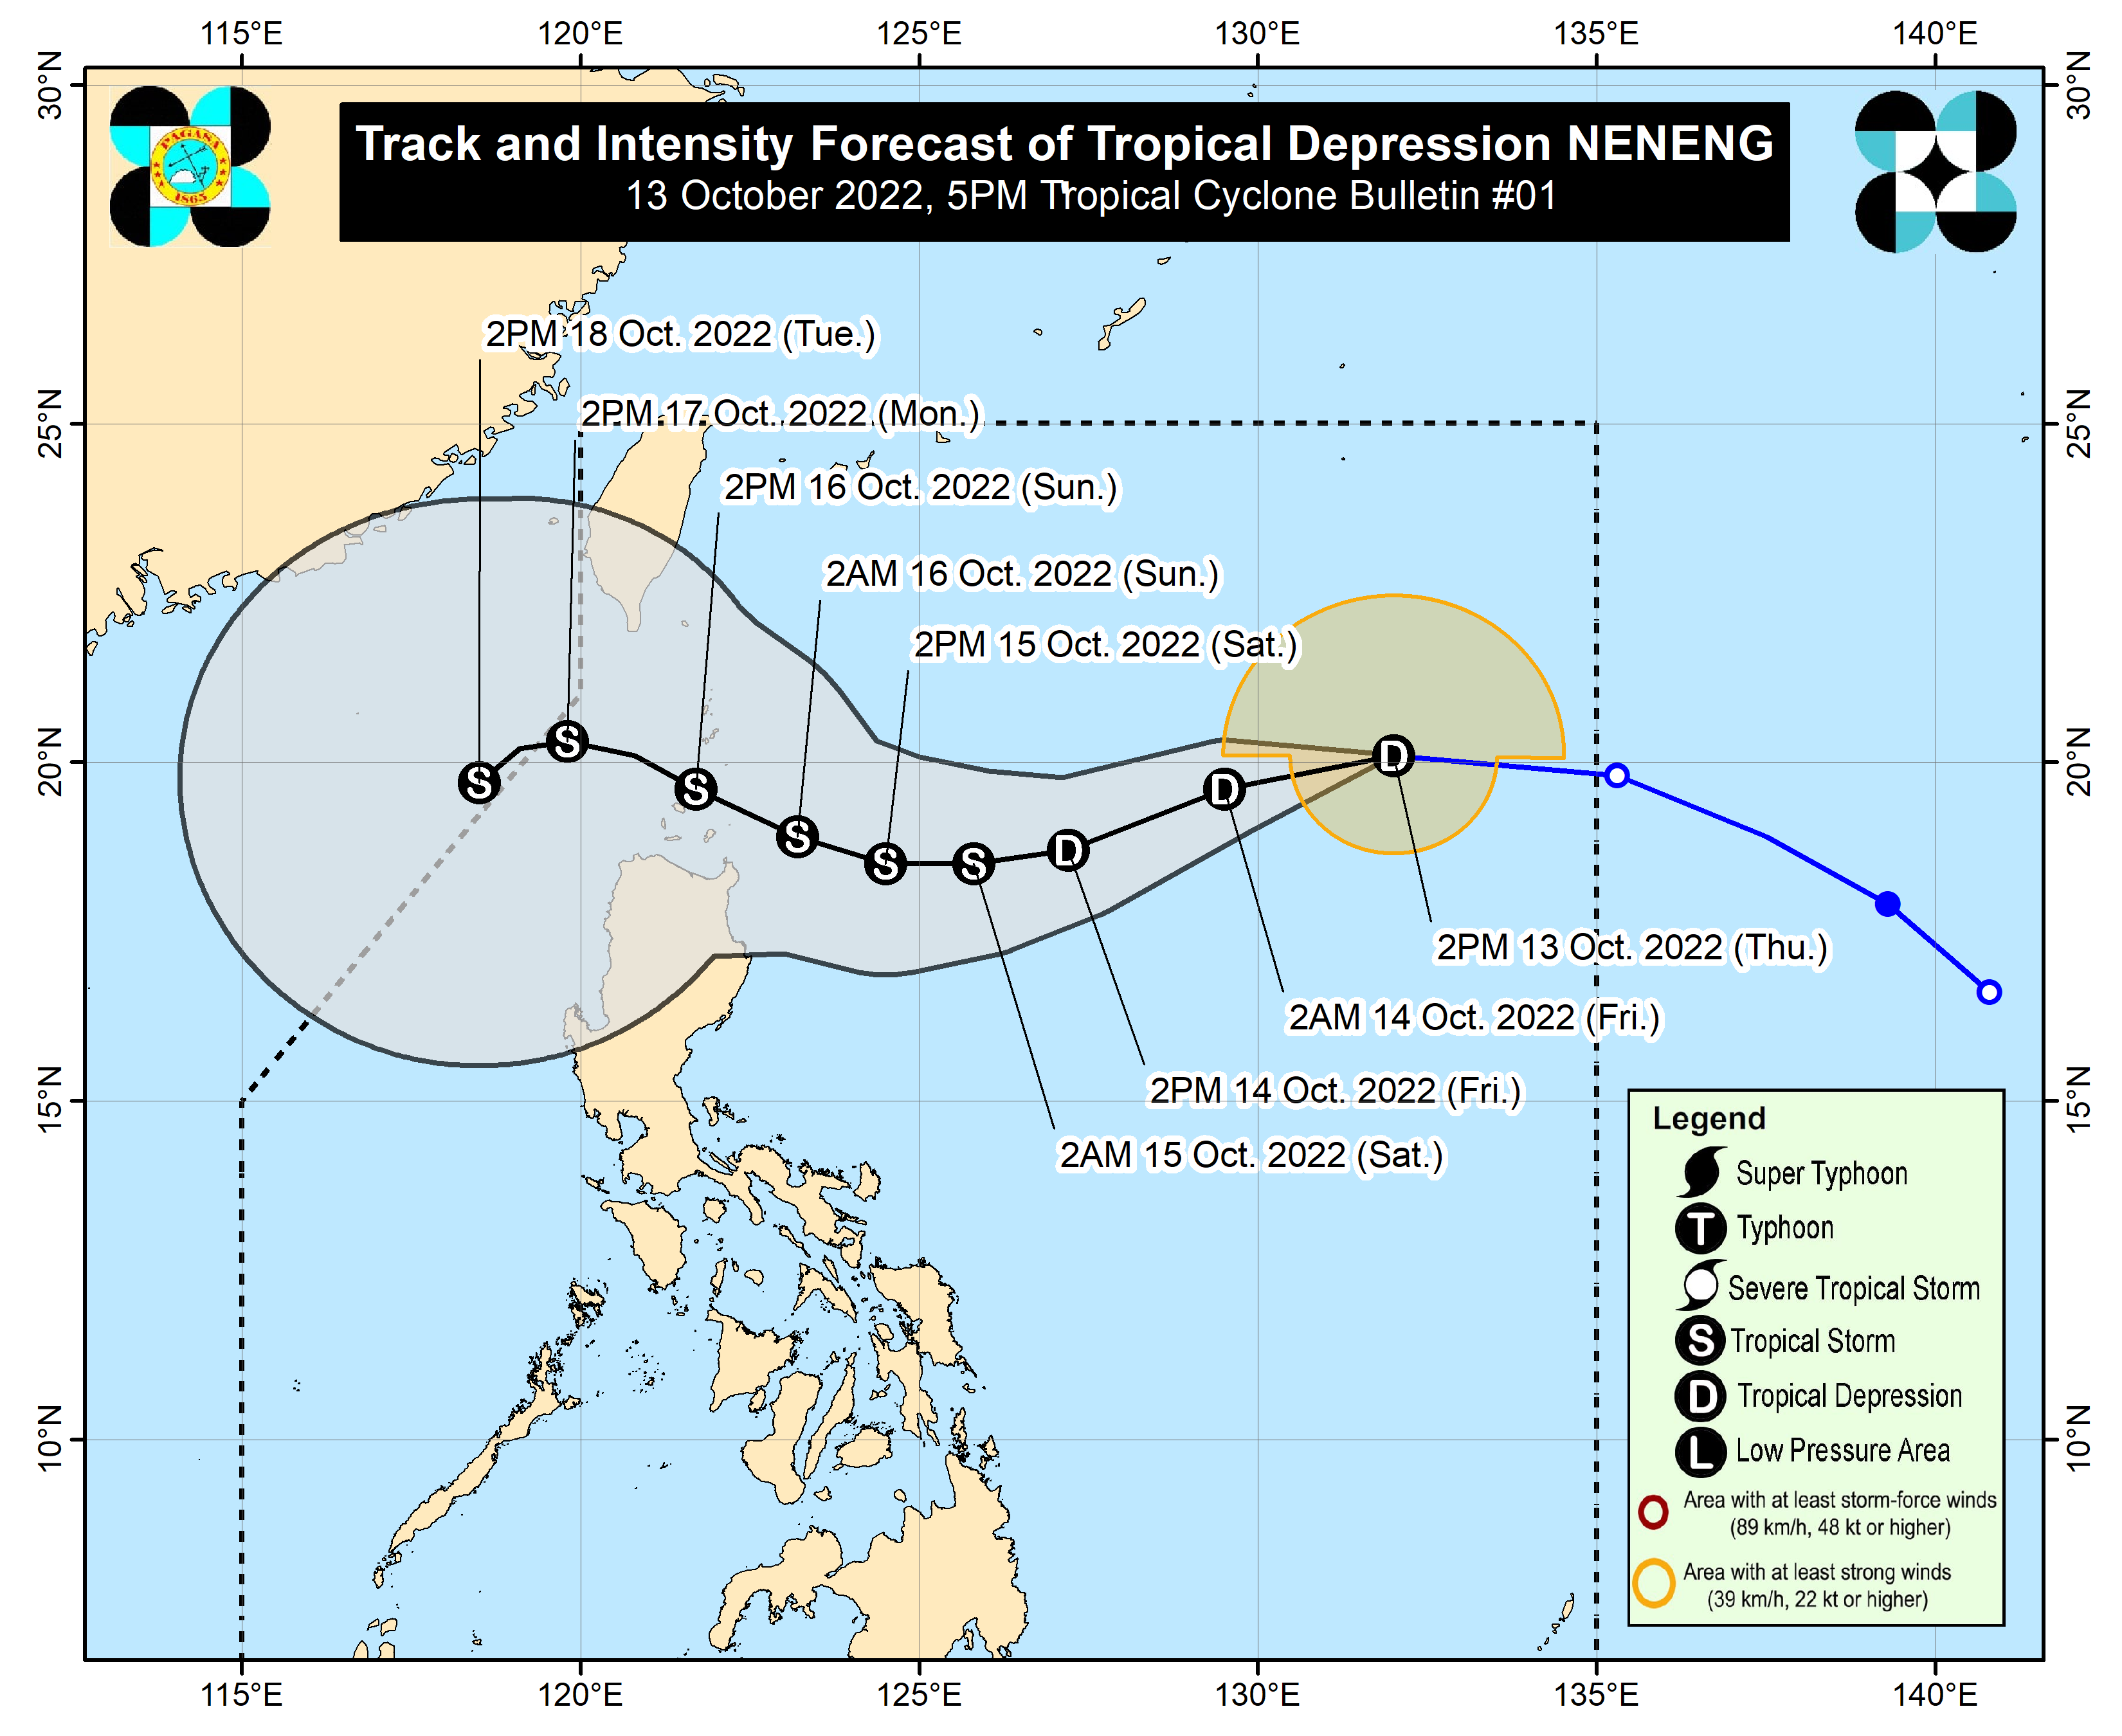 115°E 120°E 125°E 130°E 135°E 140°E
30°N 30°N
PAGASA
1865
Track and Intensity Forecast of Tropical Depression NENENG
13 October 2022, 5PM Tropical Cyclone Bulletin #01
2PM 18 Oct. 2022 (Tue.)
25°N 25°N
2PM 17 Oct. 2022 (Mon.)
2PM 16 Oct. 2022 (Sun.)
2AM 16 Oct. 2022 (Sun.)
2PM 15 Oct. 2022 (Sat.)
20°N 20°N
S S S S S S D D D
2PM 13 Oct. 2022 (Thu.)
2AM 14 Oct. 2022 (Fri.)
2PM 14 Oct. 2022 (Fri.)
2AM 15 Oct. 2022 (Sat.)
15°N 15°N
Legend
Super Typhoon
T Typhoon
Severe Tropical Storm
S Tropical Storm
D Tropical Depression
L Low Pressure Area
Area with at least storm-force winds
(89 km/h, 48 kt or higher)
Area with at least strong winds
(39 km/h, 22 kt or higher)
10°N 10°N
115°E 120°E 125°E 130°E 135°E 140°E